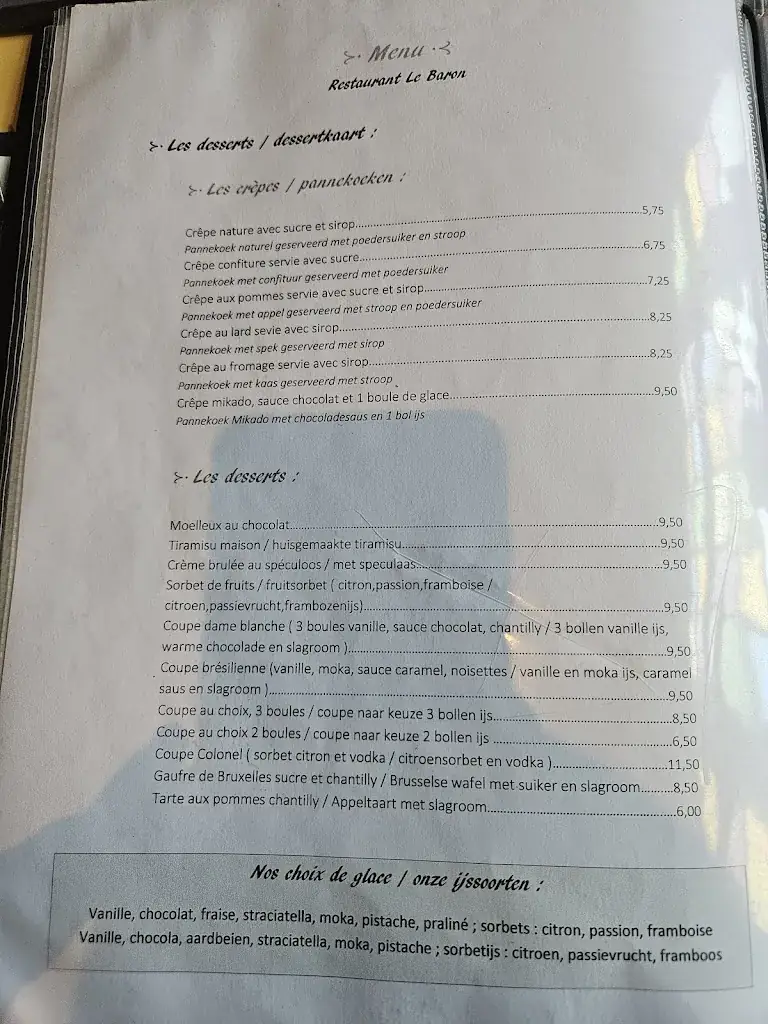 Menu
Restaurant Le Baron
Les desserts / dessertkaart :
Les crèpes / pannekoeken :
Crêpe nature avec sucre et sirop.....5,75
Pannekoek naturel geserveerd met poedersuiker en stroop
Crêpe confiture servie avec sucre.....6,75
Pannekoek met confituur geserveerd met poedersuiker
Crêpe aux pommes servie avec sucre et sirop.....7,25
Pannekoek met appel geserveerd met stroop en poedersuiker
Crêpe au lard sevie avec sirop.....8,25
Pannekoek met spek geserveerd met sirop
Crêpe au fromage servie avec sirop.....8,25
Pannekoek met kaas geserveerd met stroop
Crêpe mikado, sauce chocolat et 1 boule de glace.....9,50
Pannekoek Mikado met chocoladesaus en 1 bol ijs
Les desserts :
Moelleux au chocolat.....9,50
Tiramisu maison / huisgemaakte tiramisu.....9,50
Crème brulée au spéculoos / met speculaas.....9,50
Sorbet de fruits / fruitsorbet ( citron,passion,framboise /
citroen,passievrucht,frambozenijs).....9,50
Coupe dame blanche ( 3 boules vanille, sauce chocolat, chantilly / 3 bollen vanille ijs,
warme chocolade en slagroom ).....9,50
Coupe brésilienne (vanille, moka, sauce caramel, noisettes / vanille en moka ijs, caramel
saus en slagroom ).....9,50
Coupe au choix, 3 boules / coupe naar keuze 3 bollen ijs.....8,50
Coupe au choix 2 boules / coupe naar keuze 2 bollen ijs .....6,50
Coupe Colonel ( sorbet citron et vodka / citroensorbet en vodka ).....11,50
Gaufre de Bruxelles sucre et chantilly / Brusselse wafel met suiker en slagroom.....8,50
Tarte aux pommes chantilly / Appeltaart met slagroom.....6,00
Nos choix de glace / onze ijssoorten :
Vanille, chocolat, fraise, straciatella, moka, pistache, praliné ; sorbets : citron, passion, framboise
Vanille, chocola, aardbeien, straciatella, moka, pistache ; sorbetijs : citroen, passievrucht, framboos